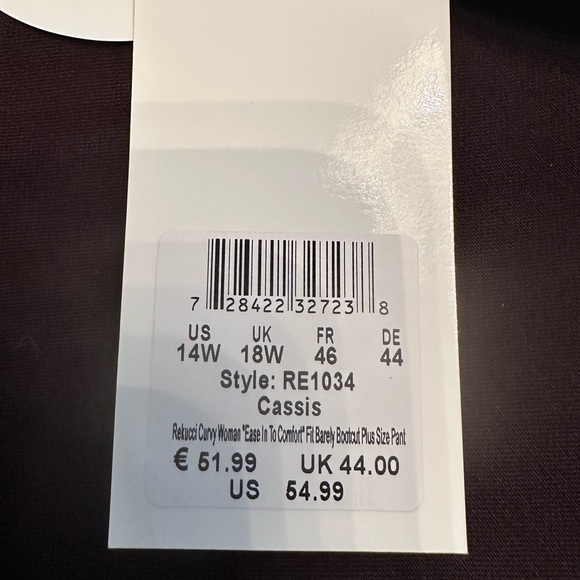 7 28422 32723 8
US UK FR DE
14W 18W 46 44
Style: RE1034
Cassis
Rekucci Curvy Woman "Ease In To Comfort" Fit Barely Bootcut Plus Size Pant
€ 51.99 UK 44.00
US 54.99